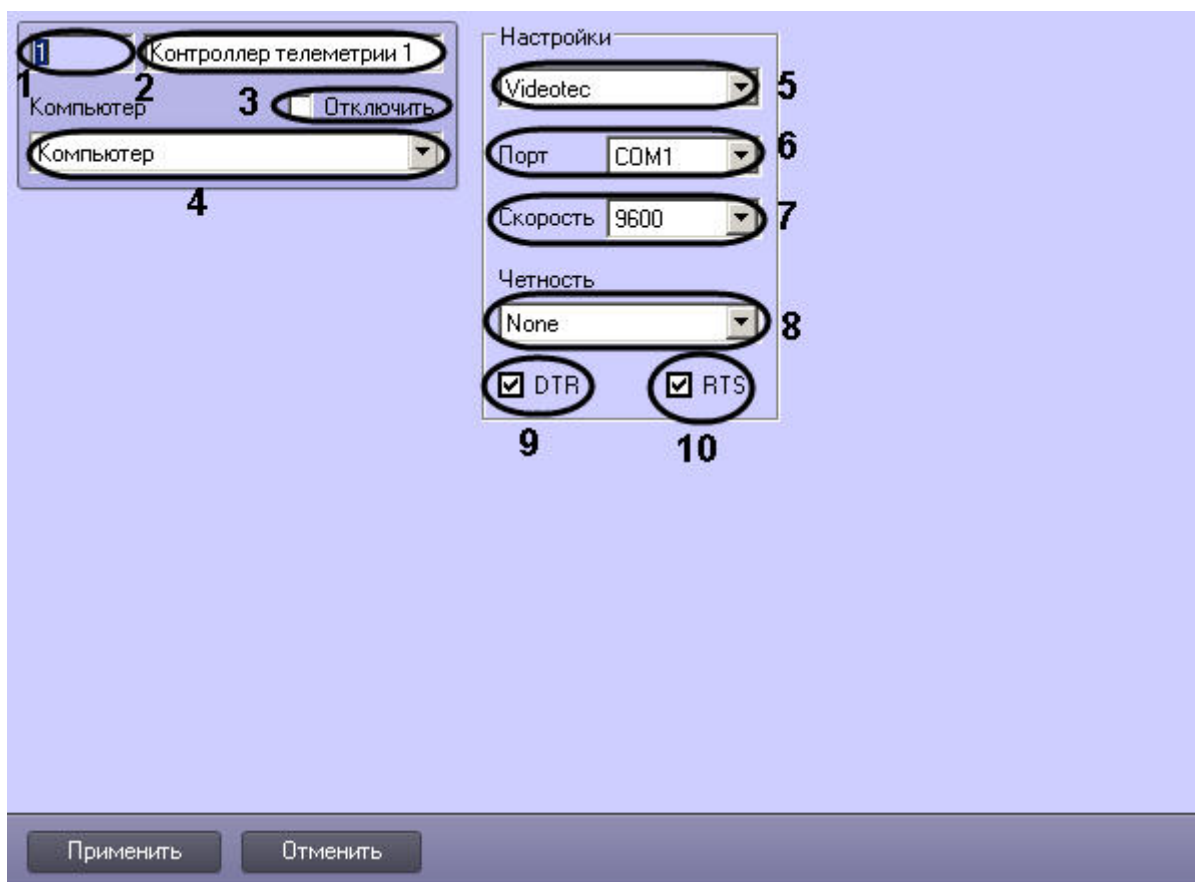 1
Контроллер телеметрии 1
1
2
Компьютер
3
Отключить
Компьютер
4
Настройки
Videotec
5
Порт
COM1
6
Скорость
9600
7
Четность
None
8
DTR
RTS
9
10
Применить
Отменить